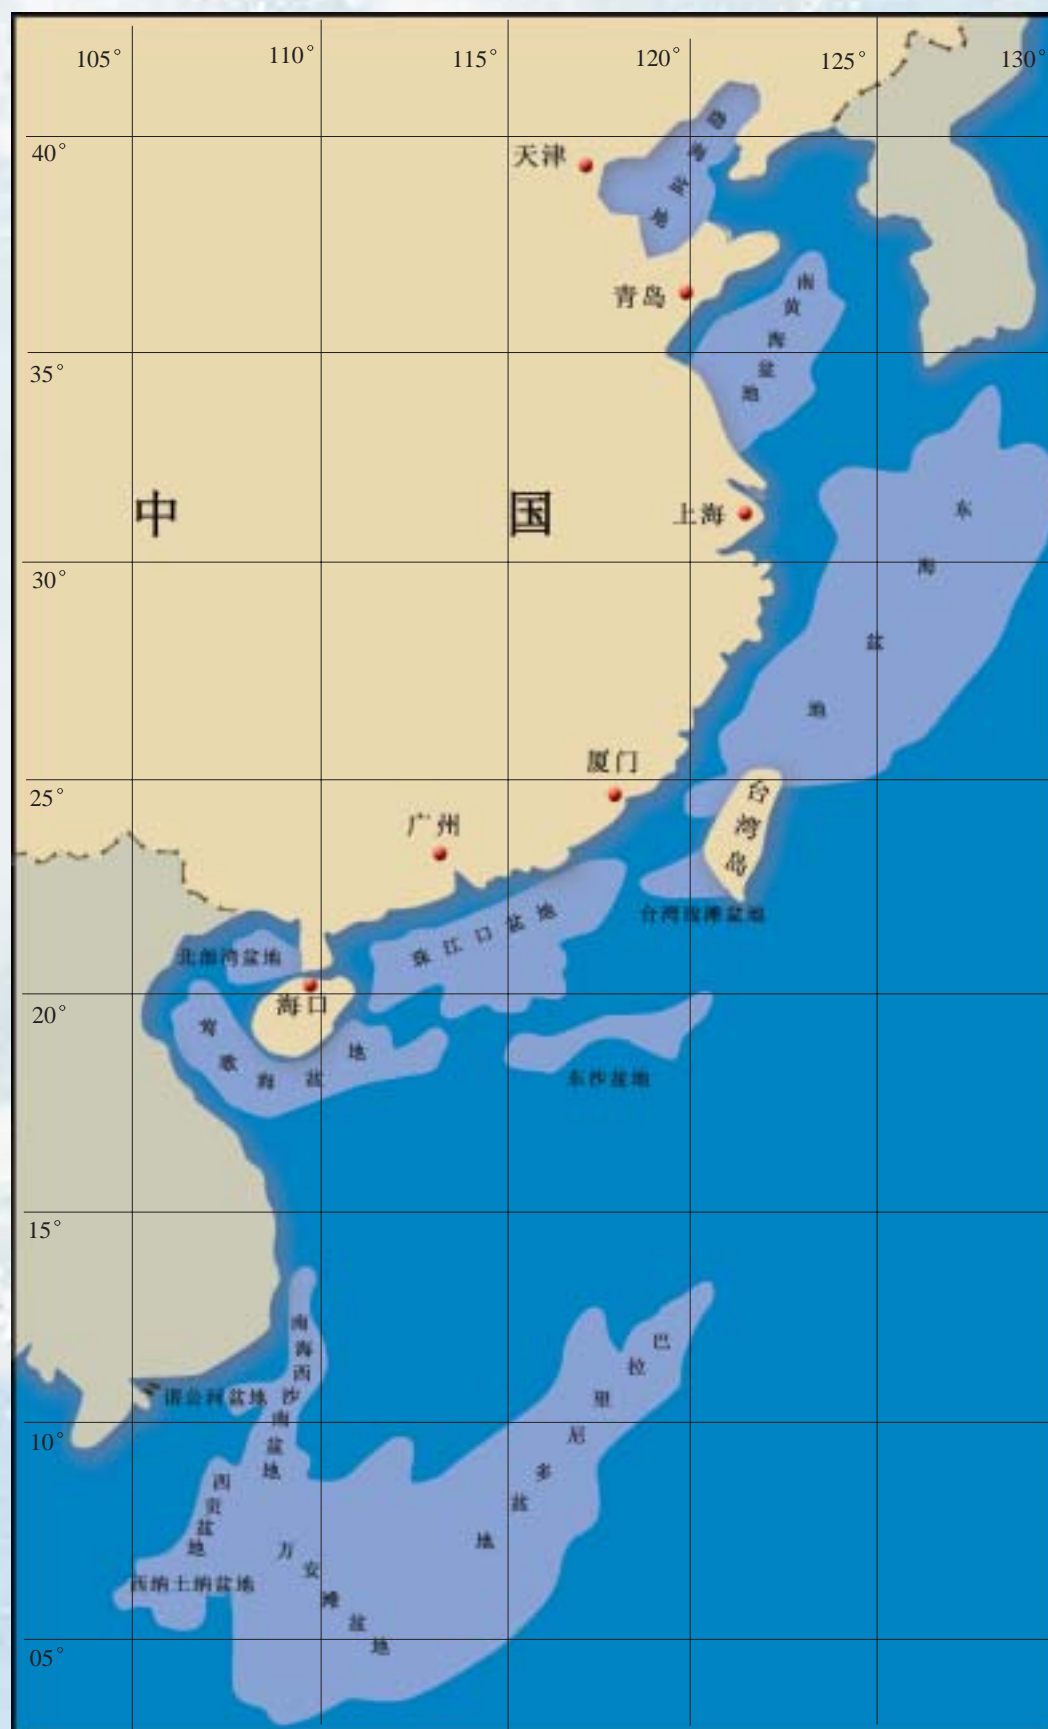 105° 110° 115° 120° 125° 130°
40°
天津
渤海盆地
青岛
南黄海盆地
35°
中国
上海
东海盆地
30°
厦门
25°
台湾岛
广州
台湾浅滩盆地
珠江口盆地
北部湾盆地
海口
20°
莺歌海盆地
东沙盆地
15°
南海西沙南盆地
湄公河盆地
巴拉里尼多盆地
10°
西贡盆地
万安滩盆地
西纳土纳盆地
05°